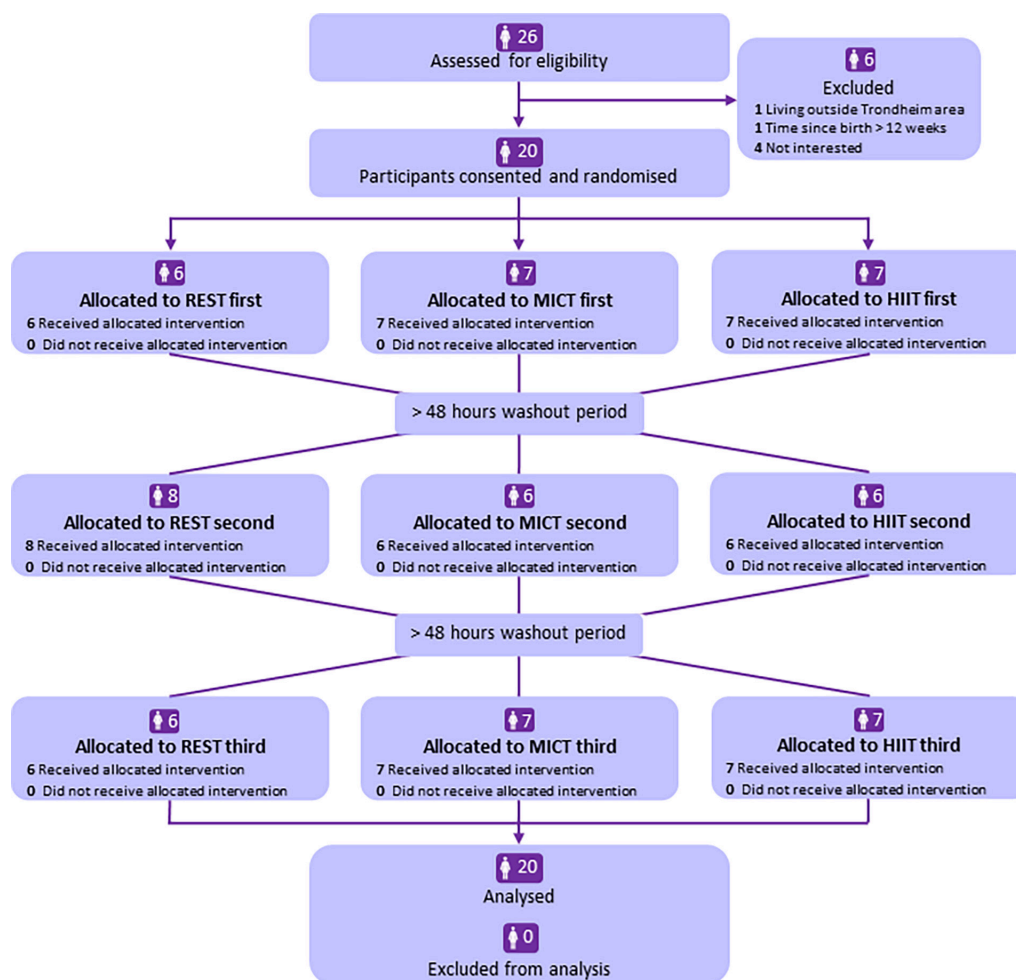 26
Assessed for eligibility
6
Excluded
1 Living outside Trondheim area
1 Time since birth > 12 weeks
4 Not interested
20
Participants consented and randomised
6
Allocated to REST first
6 Received allocated intervention
0 Did not receive allocated intervention
7
Allocated to MICT first
7 Received allocated intervention
0 Did not receive allocated intervention
7
Allocated to HIIT first
7 Received allocated intervention
0 Did not receive allocated intervention
> 48 hours washout period
8
Allocated to REST second
8 Received allocated intervention
0 Did not receive allocated intervention
6
Allocated to MICT second
6 Received allocated intervention
0 Did not receive allocated intervention
6
Allocated to HIIT second
6 Received allocated intervention
0 Did not receive allocated intervention
> 48 hours washout period
6
Allocated to REST third
6 Received allocated intervention
0 Did not receive allocated intervention
7
Allocated to MICT third
7 Received allocated intervention
0 Did not receive allocated intervention
7
Allocated to HIIT third
7 Received allocated intervention
0 Did not receive allocated intervention
20
Analysed
0
Excluded from analysis